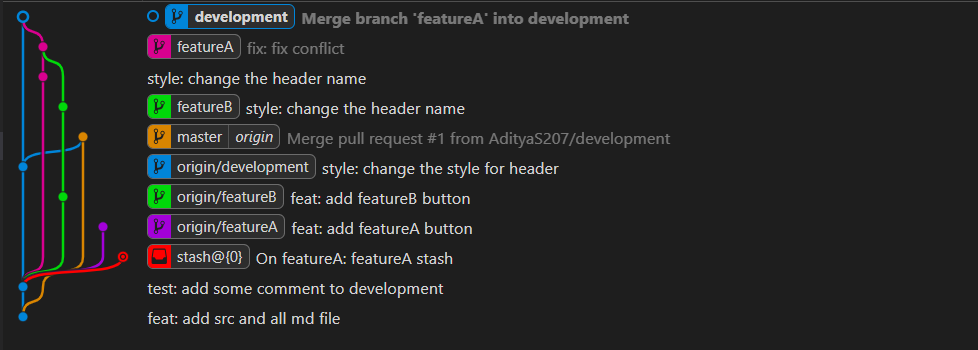 development Merge branch 'featureA' into development
featureA fix: fix conflict
style: change the header name
featureB style: change the header name
master origin Merge pull request #1 from AdityaS207/development
origin/development style: change the style for header
origin/featureB feat: add featureB button
origin/featureA feat: add featureA button
stash@{0} On featureA: featureA stash
test: add some comment to development
feat: add src and all md file